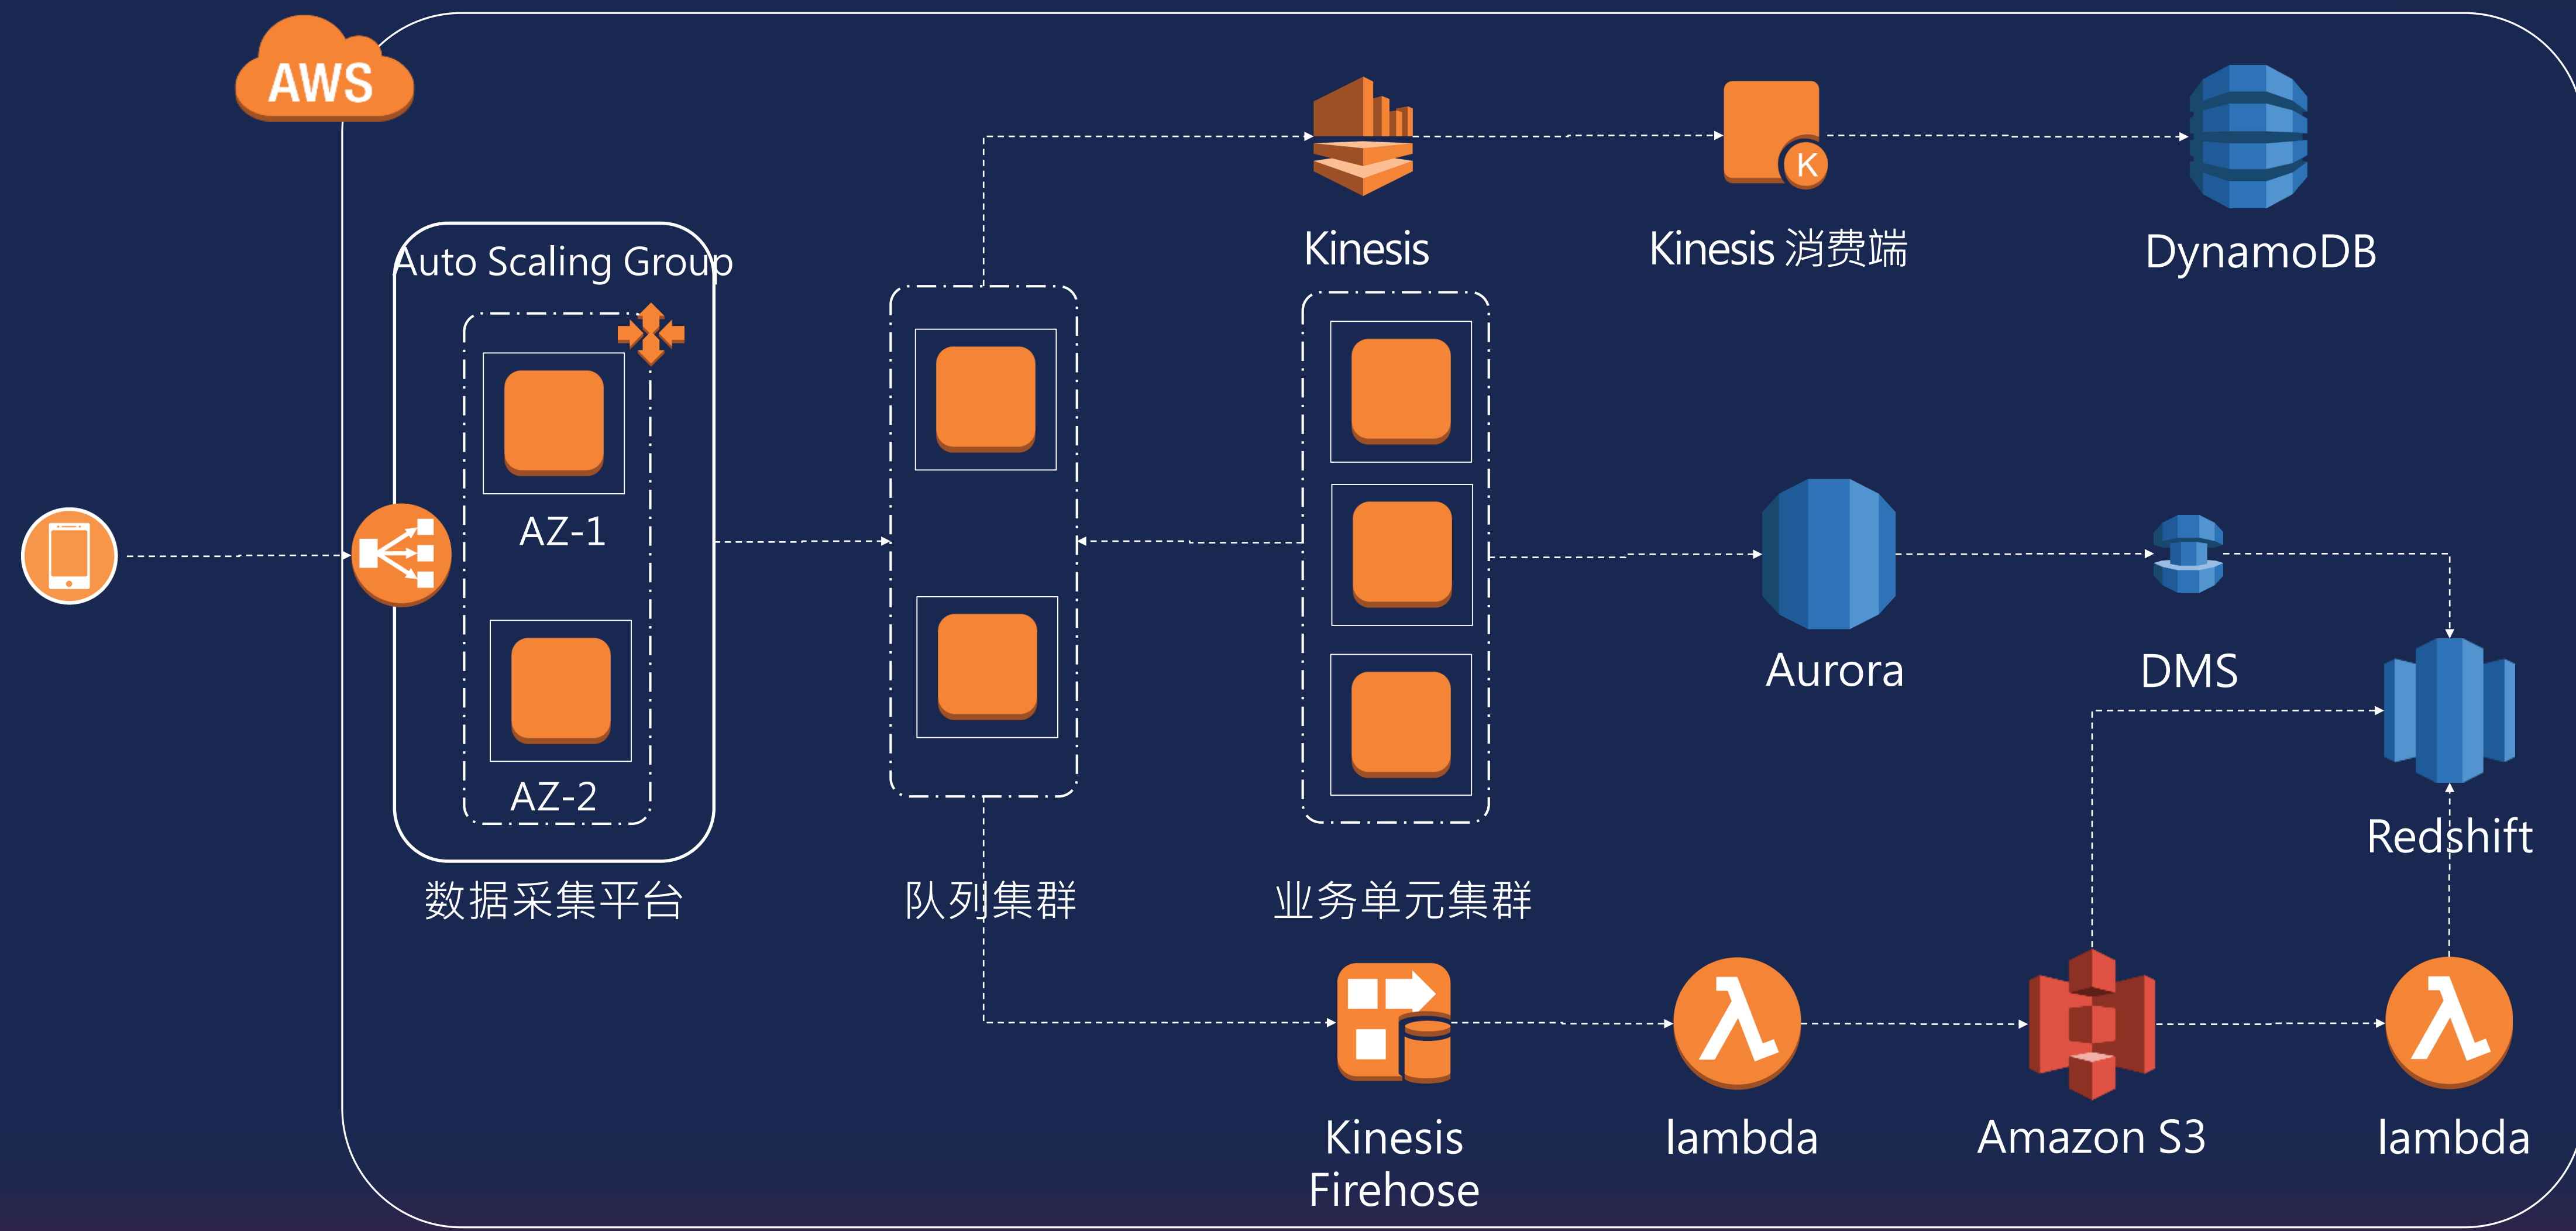 AWS
Auto Scaling Group
AZ-1
AZ-2
数据采集平台
队列集群
业务单元集群
Kinesis
K
Kinesis 消费端
DynamoDB
Aurora
DMS
Redshift
Kinesis
Firehose
lambda
Amazon S3
lambda